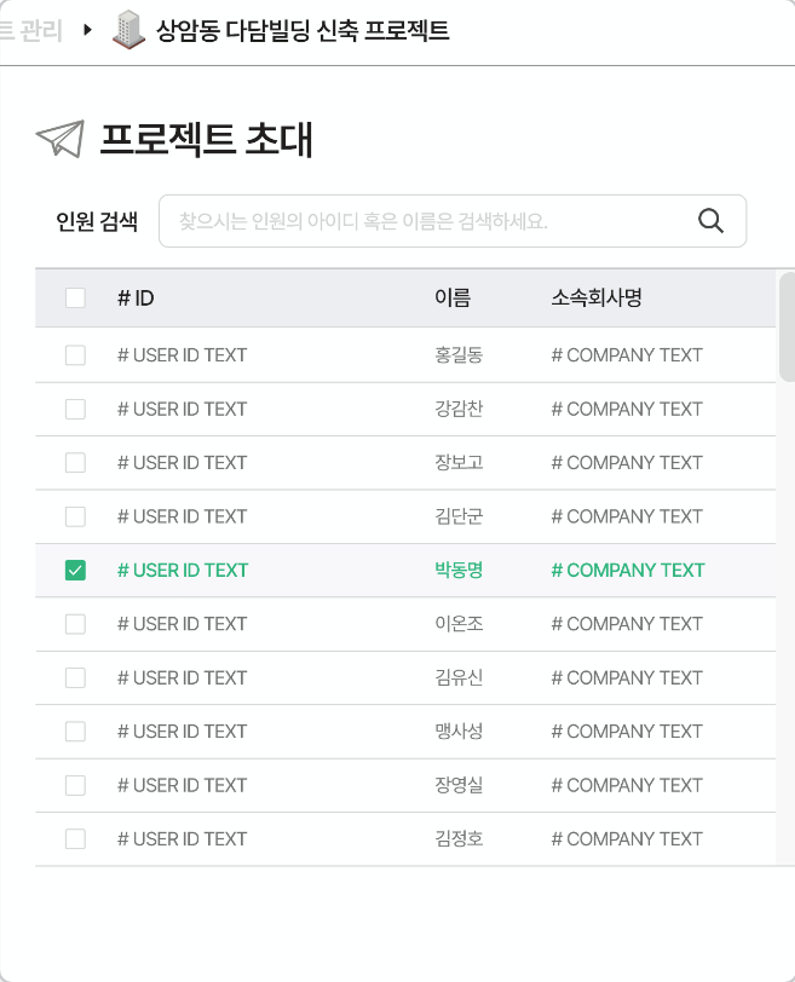 트 관리 ▶ 상암동 다담빌딩 신축 프로젝트
프로젝트 초대
인원 검색 찾으시는 인원의 아이디 혹은 이름은 검색하세요.
# ID 이름 소속회사명
# USER ID TEXT 홍길동 # COMPANY TEXT
# USER ID TEXT 강감찬 # COMPANY TEXT
# USER ID TEXT 장보고 # COMPANY TEXT
# USER ID TEXT 김단군 # COMPANY TEXT
# USER ID TEXT 박동명 # COMPANY TEXT
# USER ID TEXT 이온조 # COMPANY TEXT
# USER ID TEXT 김유신 # COMPANY TEXT
# USER ID TEXT 맹사성 # COMPANY TEXT
# USER ID TEXT 장영실 # COMPANY TEXT
# USER ID TEXT 김정호 # COMPANY TEXT